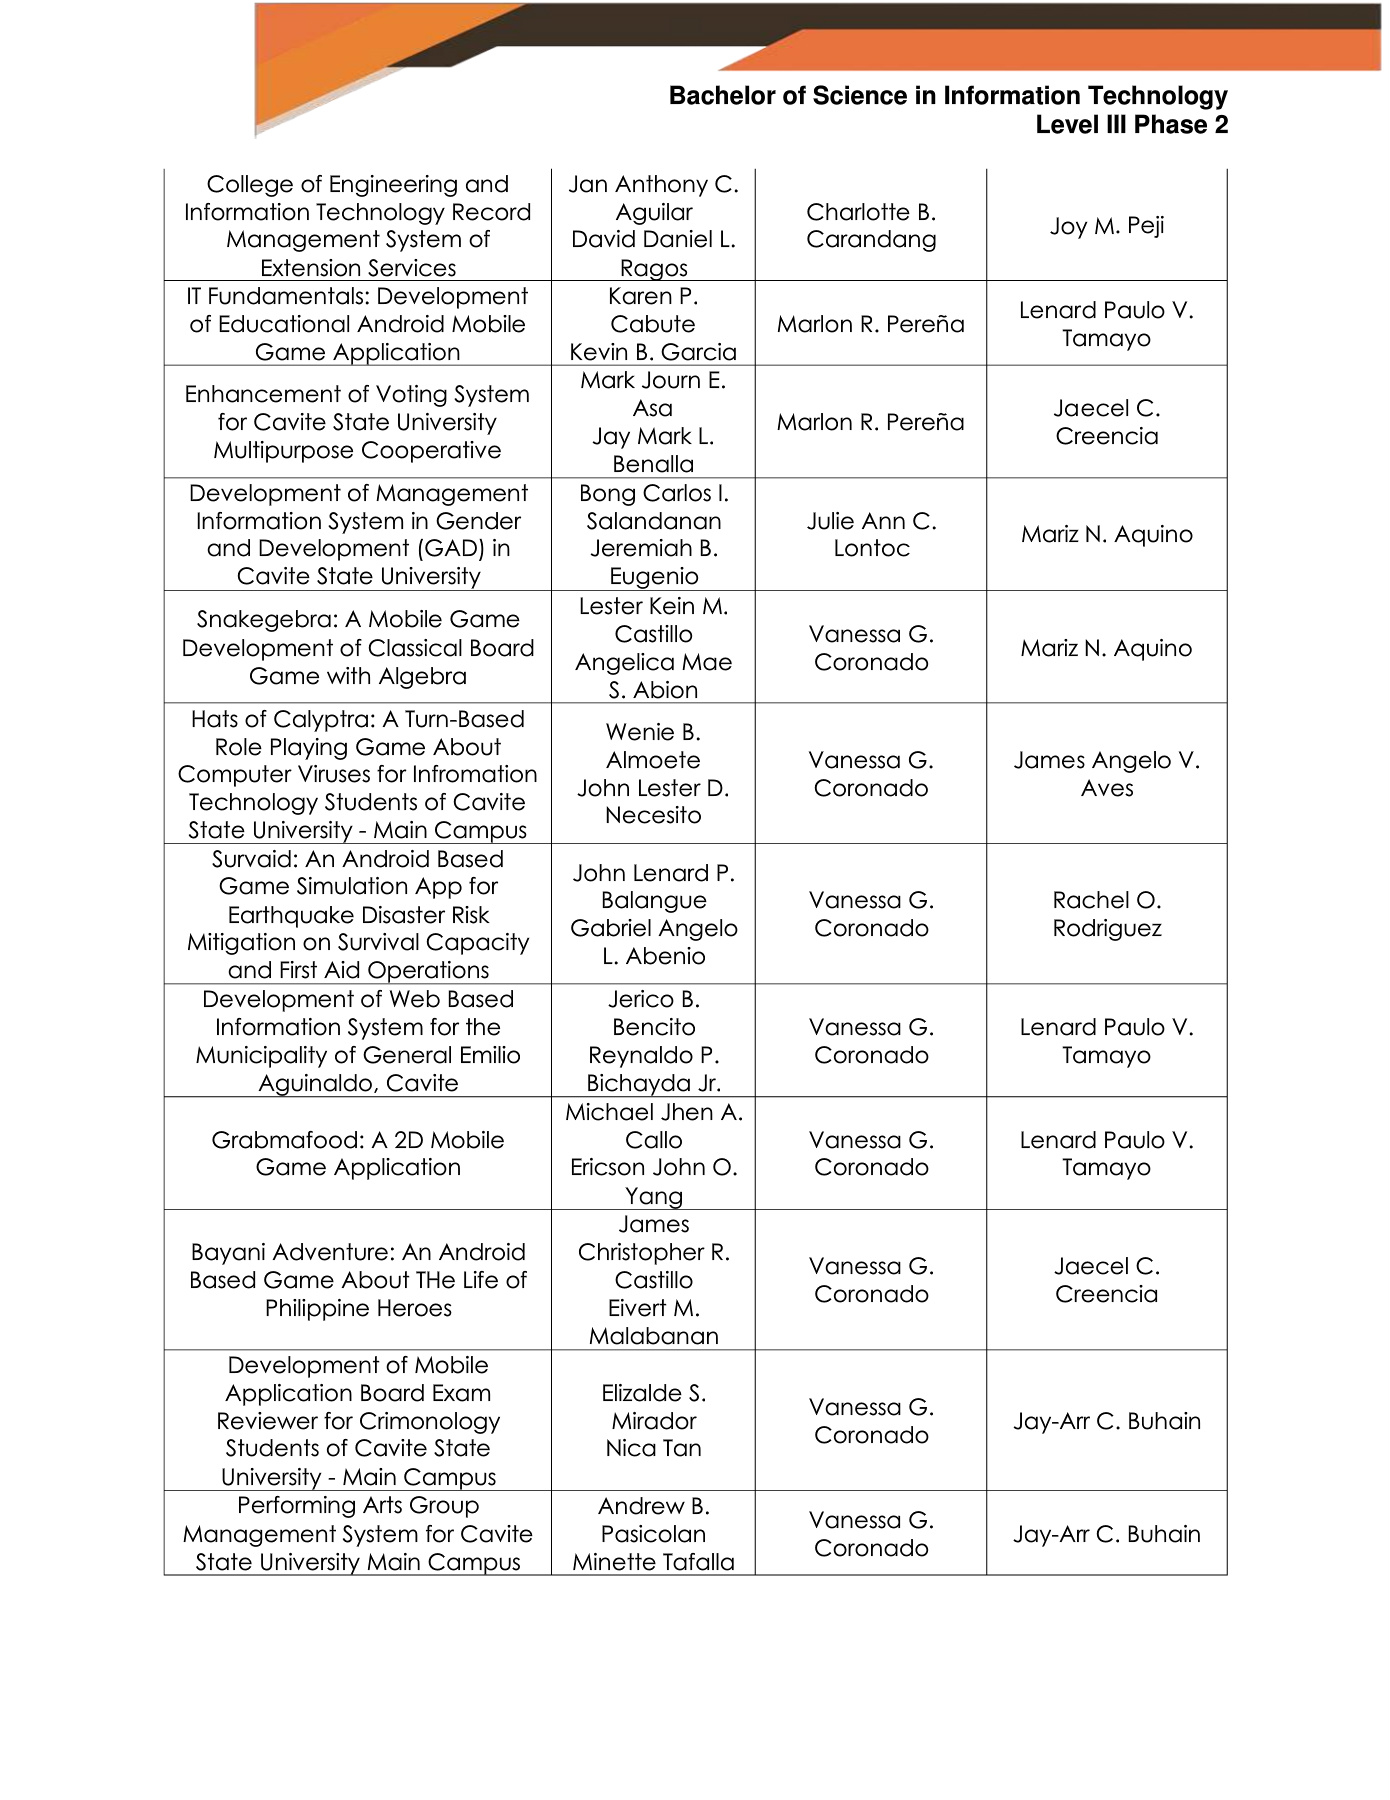 Bachelor of Science in Information Technology
Level III Phase 2
College of Engineering and
Information Technology Record
Management System of
Extension Services
Jan Anthony C.
Aguilar
David Daniel L.
Ragos
Charlotte B.
Carandang
Joy M. Peji
IT Fundamentals: Development
of Educational Android Mobile
Game Application
Karen P.
Cabute
Kevin B. Garcia
Marlon R. Pereña
Lenard Paulo V.
Tamayo
Enhancement of Voting System
for Cavite State University
Multipurpose Cooperative
Mark Journ E.
Asa
Jay Mark L.
Benalla
Marlon R. Pereña
Jaecel C.
Creencia
Development of Management
Information System in Gender
and Development (GAD) in
Cavite State University
Bong Carlos I.
Salandanan
Jeremiah B.
Eugenio
Julie Ann C.
Lontoc
Mariz N. Aquino
Snakegebra: A Mobile Game
Development of Classical Board
Game with Algebra
Lester Kein M.
Castillo
Angelica Mae
S. Abion
Vanessa G.
Coronado
Mariz N. Aquino
Hats of Calyptra: A Turn-Based
Role Playing Game About
Computer Viruses for Infromation
Technology Students of Cavite
State University - Main Campus
Wenie B.
Almoete
John Lester D.
Necesito
Vanessa G.
Coronado
James Angelo V.
Aves
Survaid: An Android Based
Game Simulation App for
Earthquake Disaster Risk
Mitigation on Survival Capacity
and First Aid Operations
John Lenard P.
Balangue
Gabriel Angelo
L. Abenio
Vanessa G.
Coronado
Rachel O.
Rodriguez
Development of Web Based
Information System for the
Municipality of General Emilio
Aguinaldo, Cavite
Jerico B.
Bencito
Reynaldo P.
Bichayda Jr.
Vanessa G.
Coronado
Lenard Paulo V.
Tamayo
Grabmafood: A 2D Mobile
Game Application
Michael Jhen A.
Callo
Ericson John O.
Yang
Vanessa G.
Coronado
Lenard Paulo V.
Tamayo
Bayani Adventure: An Android
Based Game About THe Life of
Philippine Heroes
James
Christopher R.
Castillo
Eivert M.
Malabanan
Vanessa G.
Coronado
Jaecel C.
Creencia
Development of Mobile
Application Board Exam
Reviewer for Crimonology
Students of Cavite State
University - Main Campus
Elizalde S.
Mirador
Nica Tan
Vanessa G.
Coronado
Jay-Arr C. Buhain
Performing Arts Group
Management System for Cavite
State University Main Campus
Andrew B.
Pasicolan
Minette Tafalla
Vanessa G.
Coronado
Jay-Arr C. Buhain